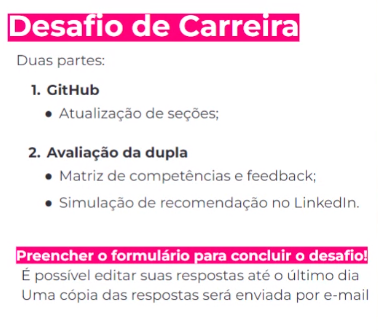 Desafio de Carreira
Duas partes:
1. GitHub
● Atualização de seções;
2. Avaliação da dupla
● Matriz de competências e feedback;
● Simulação de recomendação no LinkedIn.
Preencher o formulário para concluir o desafio!
É possível editar suas respostas até o último dia
Uma cópia das respostas será enviada por e-mail